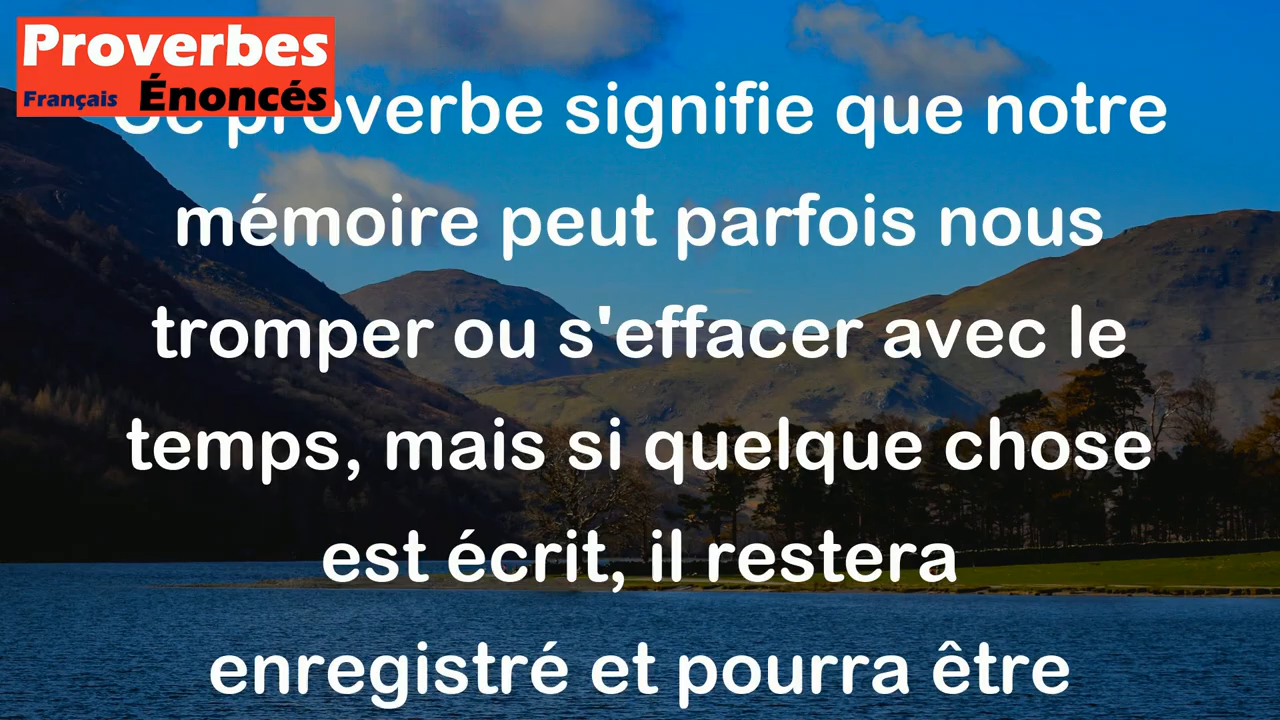 Proverbes
Français Énoncés
Ce proverbe signifie que notre
mémoire peut parfois nous
tromper ou s'effacer avec le
temps, mais si quelque chose
est écrit, il restera
enregistré et pourra être